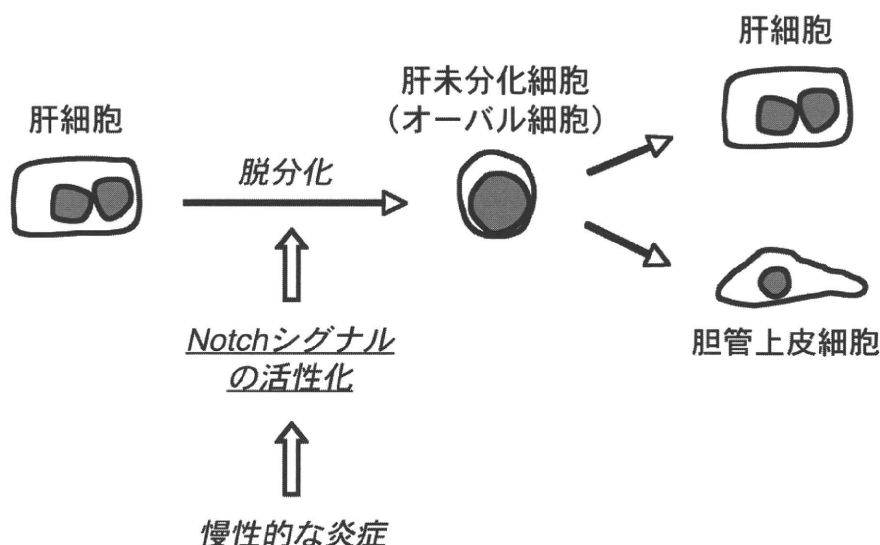 肝細胞
脱分化
Notchシグナル
の活性化
慢性的な炎症
肝未分化細胞
（オーバル細胞）
肝細胞
胆管上皮細胞